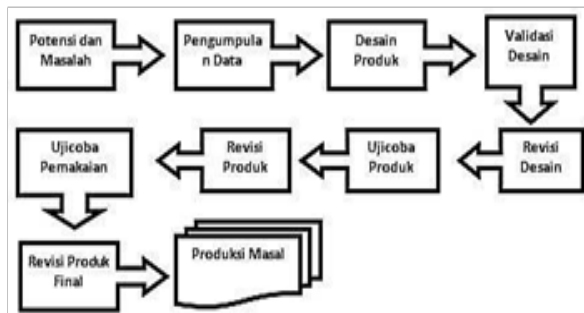 Potensi dan
Masalah
Pengumpula
n Data
Desain
Produk
Validasi
Desain
Revisi
Desain
Ujicoba
Produk
Revisi
Produk
Ujicoba
Pemakaian
Revisi Produk
Final
Produksi Masal